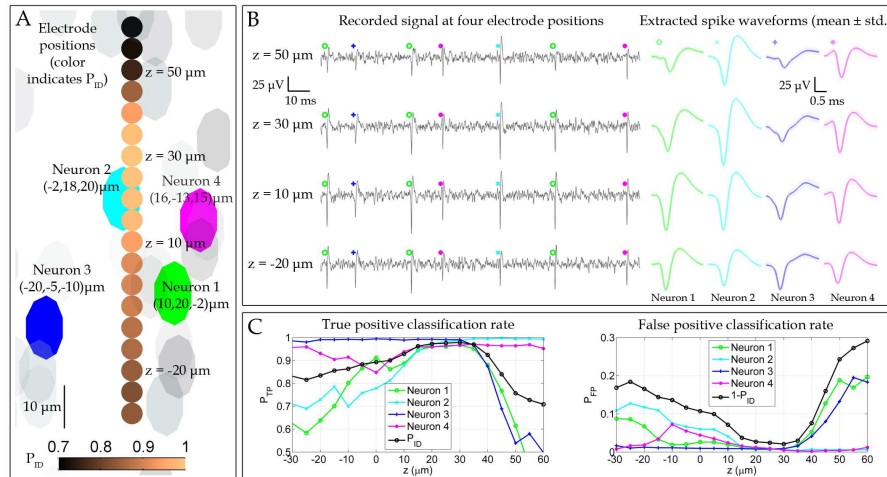 A
Electrode
positions
(color
indicates P_ID)
z = 50 μm
z = 30 μm
Neuron 2
(-2,18,20)μm
Neuron 4
(16,-13,15)μm
z = 10 μm
Neuron 3
(-20,-5,-10)μm
Neuron 1
(10,20,-2)μm
z = -20 μm
10 μm
P_ID
0.7 0.8 0.9 1
B
Recorded signal at four electrode positions
Extracted spike waveforms (mean ± std.)
z = 50 μm
25 μV
10 ms
25 μV
0.5 ms
z = 30 μm
z = 10 μm
z = -20 μm
Neuron 1 Neuron 2 Neuron 3 Neuron 4
C
True positive classification rate
P_TP
1
0.9
0.8
0.7
0.6
0.5
Neuron 1
Neuron 2
Neuron 3
Neuron 4
P_ID
-30 -20 -10 0 10 20 30 40 50 60
z (μm)
False positive classification rate
P_FP
0.3
0.2
0.1
0
Neuron 1
Neuron 2
Neuron 3
Neuron 4
1-P_ID
-30 -20 -10 0 10 20 30 40 50 60
z (μm)